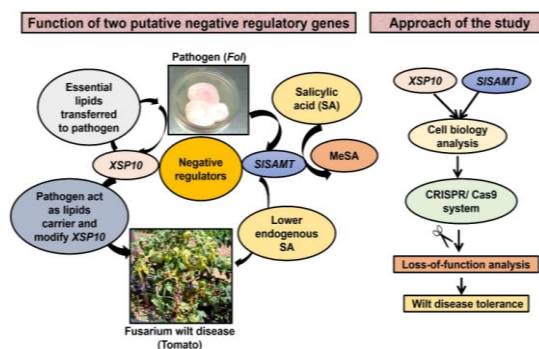 Function of two putative negative regulatory genes
Pathogen (Fol)
Essential
lipids
transferred
to pathogen
Salicylic
acid (SA)
XSP10
Negative
regulators
SlSAMT
MeSA
Pathogen act
as lipids
carrier and
modify XSP10
Lower
endogenous
SA
Fusarium wilt disease
(Tomato)
Approach of the study
XSP10
SlSAMT
Cell biology
analysis
CRISPR/ Cas9
system
Loss-of-function analysis
Wilt disease tolerance